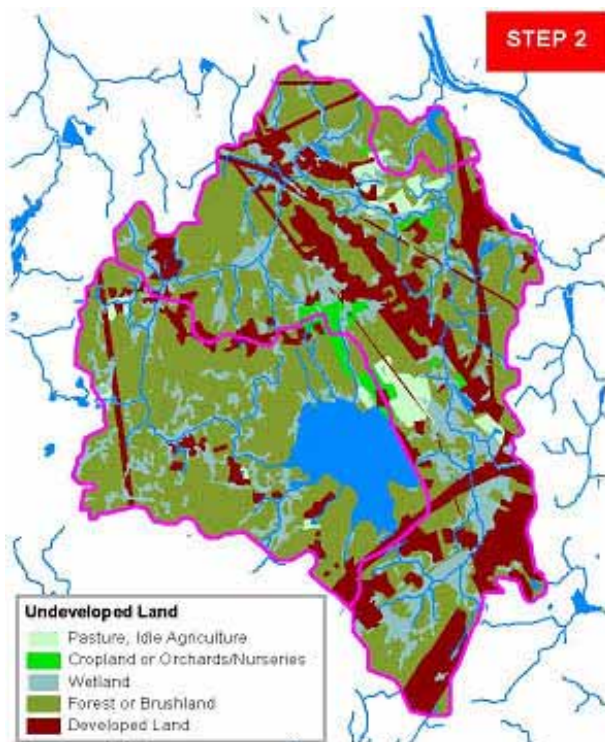 STEP 2
Undeveloped Land
Pasture, Idle Agriculture
Cropland or Orchards/Nurseries
Wetland
Forest or Brushland
Developed Land